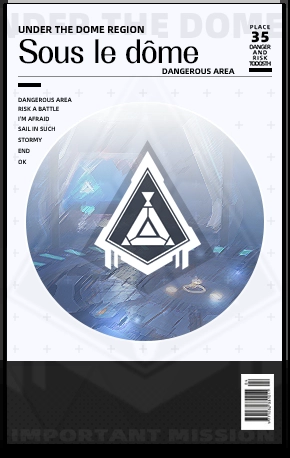 UNDER THE DOME
UNDER THE DOME REGION
Sous le dôme
DANGEROUS AREA
PLACE
35
DANGER
AND
RISK
DANGEROUS AREA
RISK A BATTLE
I'M AFRAID
SAIL IN SUCH
STORMY
END
OK
IMPORTANT MISSION